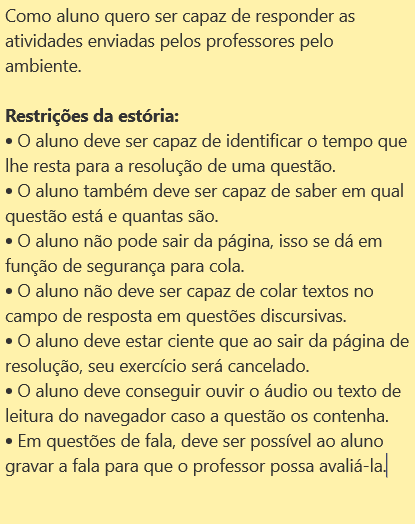 Como aluno quero ser capaz de responder as
atividades enviadas pelos professores pelo
ambiente.
Restrições da estória:
• O aluno deve ser capaz de identificar o tempo que
lhe resta para a resolução de uma questão.
• O aluno também deve ser capaz de saber em qual
questão está e quantas são.
• O aluno não pode sair da página, isso se dá em
função de segurança para cola.
• O aluno não deve ser capaz de colar textos no
campo de resposta em questões discursivas.
• O aluno deve estar ciente que ao sair da página de
resolução, seu exercício será cancelado.
• O aluno deve conseguir ouvir o áudio ou texto de
leitura do navegador caso a questão os contenha.
• Em questões de fala, deve ser possível ao aluno
gravar a fala para que o professor possa avaliá-la.